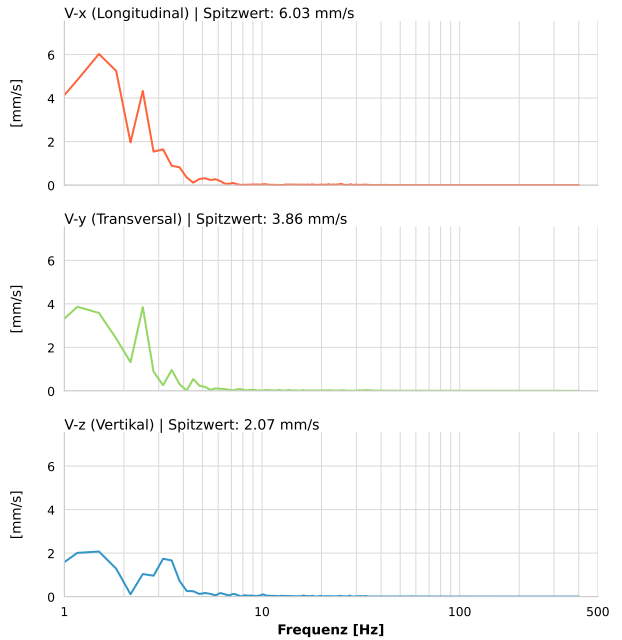 V-x (Longitudinal) | Spitzwert: 6.03 mm/s
[mm/s]
6
4
2
0
V-y (Transversal) | Spitzwert: 3.86 mm/s
[mm/s]
6
4
2
0
V-z (Vertikal) | Spitzwert: 2.07 mm/s
[mm/s]
6
4
2
0
1 10 100 500
Frequenz [Hz]